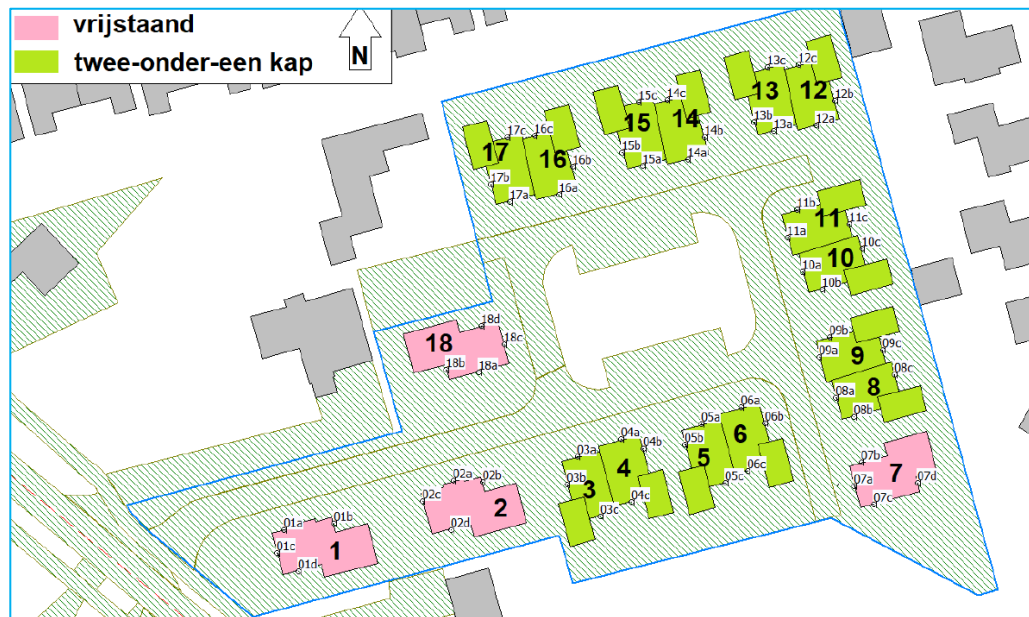 vrijstaand
twee-onder-een kap
N
13c
12c
13
12
12b
13b
13a
12a
15c
14c
15
14
14b
15b
15a
14a
17c
16c
17
16
16b
17b
17a
16a
11b
11
11c
11a
10c
10a
10
10b
09b
09c
09a
9
08c
08a
8
08b
18d
18
18c
18b
18a
06a
05a
06b
05b
6
5
06c
05c
04a
04b
03a
4
03b
3
04c
03c
07b
7
07a
07d
07c
02a
02b
02c
2
02d
01a
01b
01c
1
01d